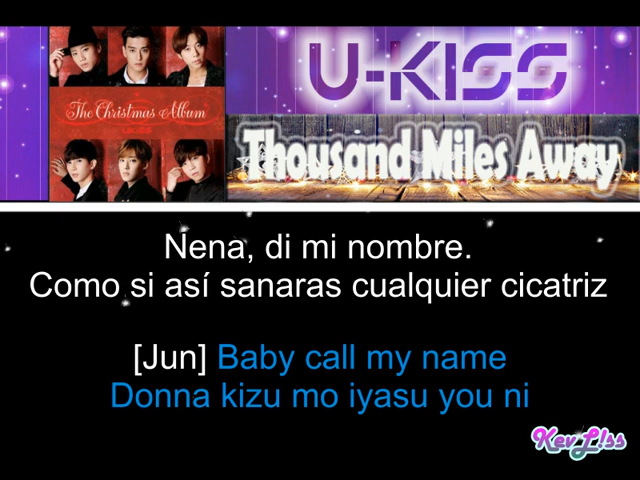 The Christmas Album
U-KISS
U-KISS
Thousand Miles Away
Nena, di mi nombre.
Como si así sanaras cualquier cicatriz
[Jun] Baby call my name
Donna kizu mo iyasu you ni
KevL!ss